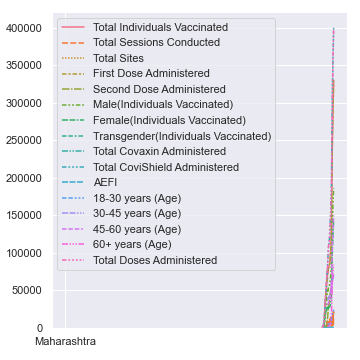 400000
350000
300000
250000
200000
150000
100000
50000
0
Maharashtra
Total Individuals Vaccinated
Total Sessions Conducted
Total Sites
First Dose Administered
Second Dose Administered
Male(Individuals Vaccinated)
Female(Individuals Vaccinated)
Transgender(Individuals Vaccinated)
Total Covaxin Administered
Total CoviShield Administered
AEFI
18-30 years (Age)
30-45 years (Age)
45-60 years (Age)
60+ years (Age)
Total Doses Administered